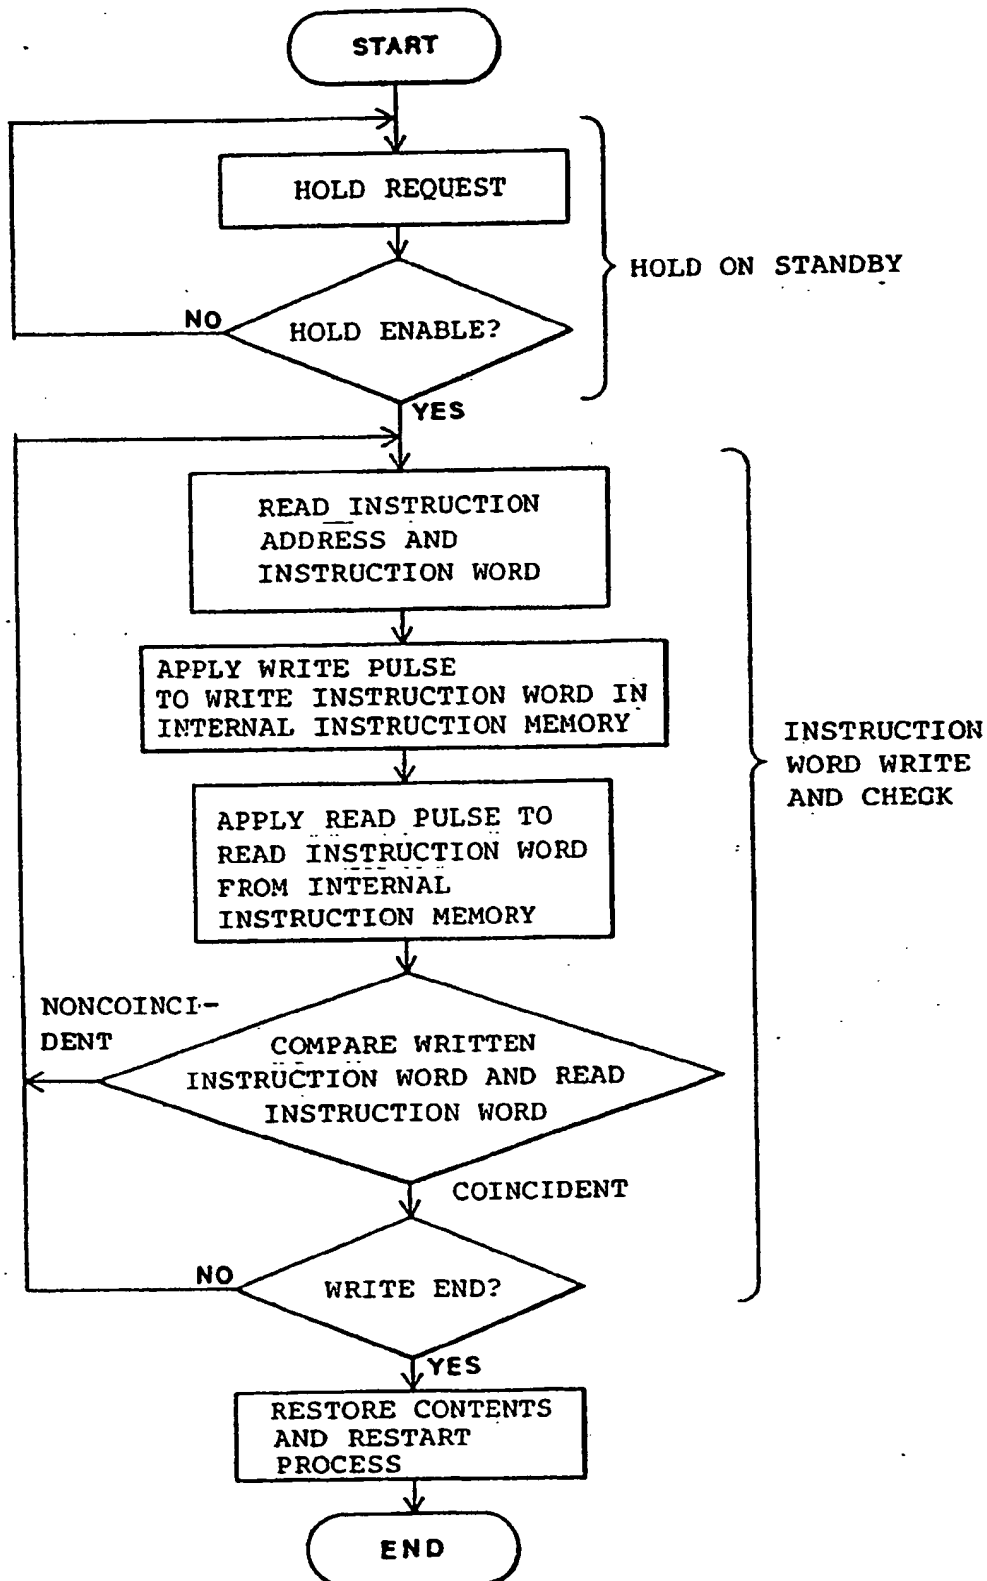 START
HOLD REQUEST
HOLD ON STANDBY
NO
HOLD ENABLE?
YES
READ INSTRUCTION
ADDRESS AND
INSTRUCTION WORD
APPLY WRITE PULSE
TO WRITE INSTRUCTION WORD IN
INTERNAL INSTRUCTION MEMORY
INSTRUCTION
WORD WRITE
AND CHECK
APPLY READ PULSE TO
READ INSTRUCTION WORD
FROM INTERNAL
INSTRUCTION MEMORY
NONCOINCI-
DENT
COMPARE WRITTEN
INSTRUCTION WORD AND READ
INSTRUCTION WORD
COINCIDENT
NO
WRITE END?
YES
RESTORE CONTENTS
AND RESTART
PROCESS
END